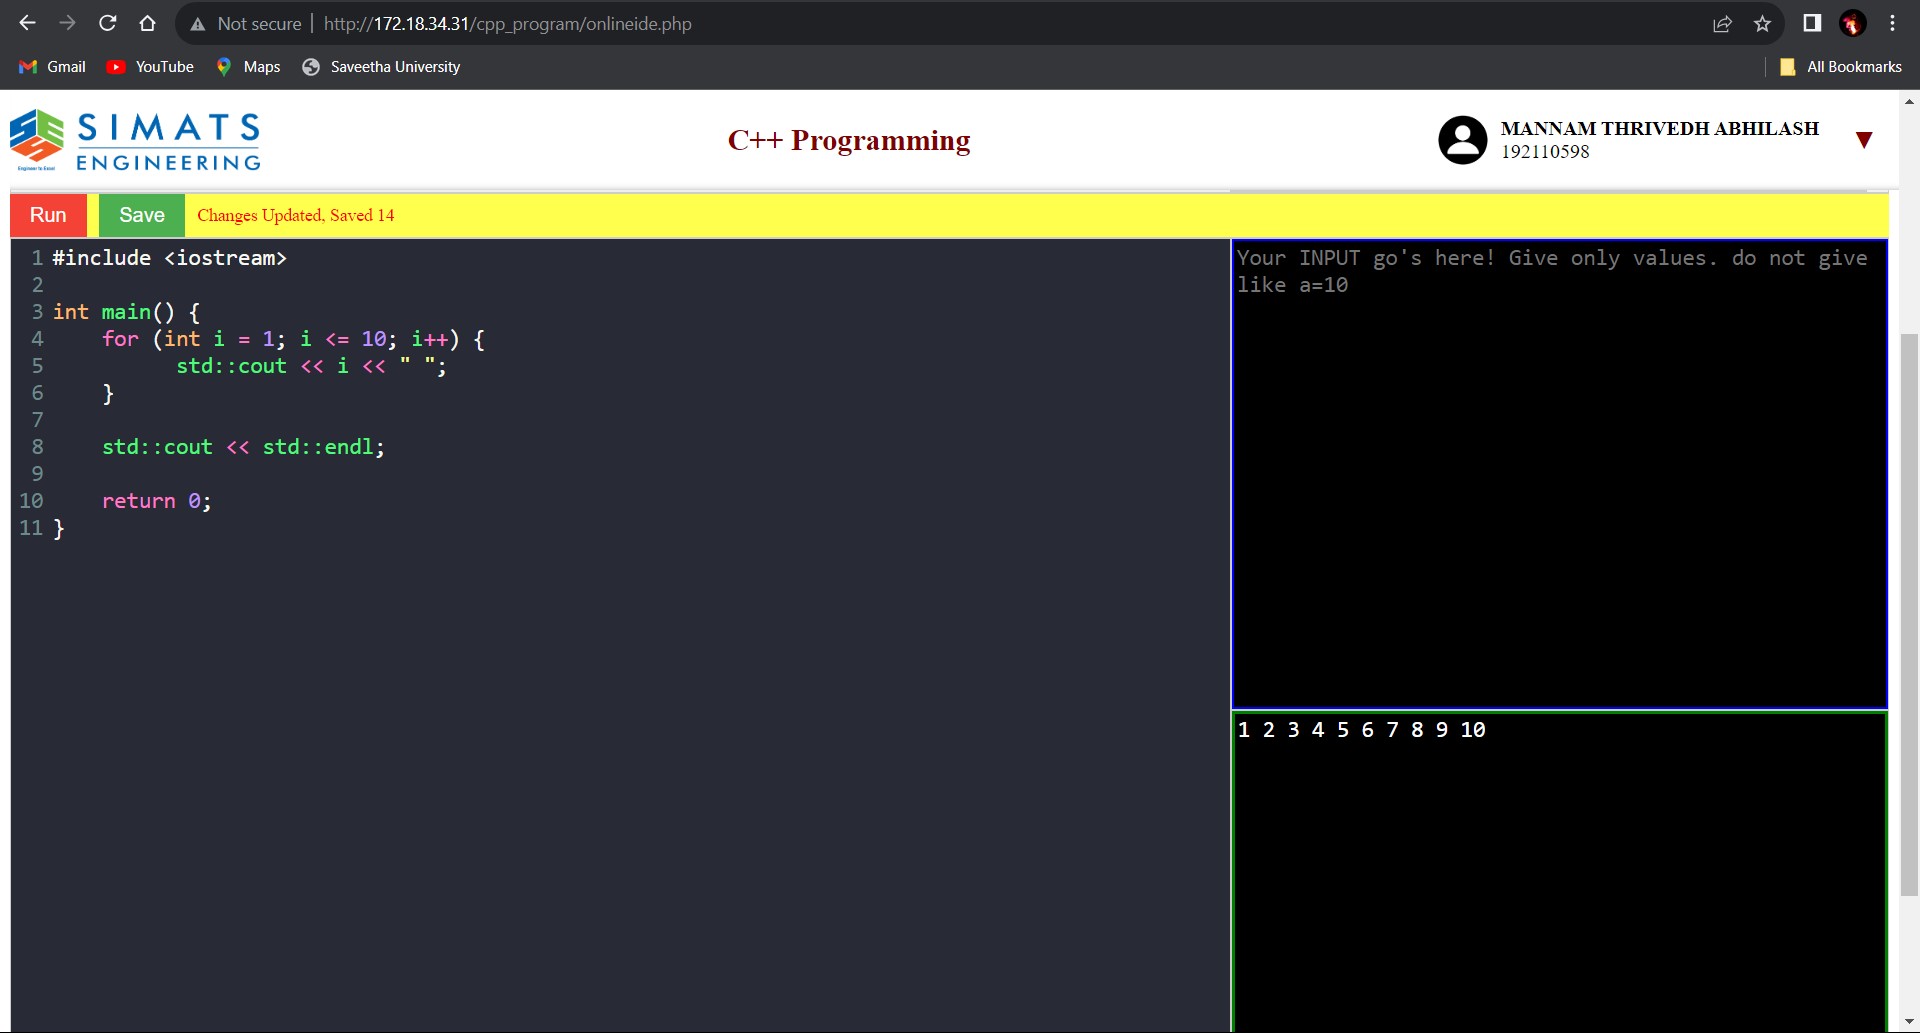 Not secure | http://172.18.34.31/cpp_program/onlineide.php
Gmail YouTube Maps Saveetha University All Bookmarks
SIMATS
ENGINEERING
Engineer to Excel
C++ Programming
MANNAM THRIVEDH ABHILASH
192110598
Run Save Changes Updated, Saved 14
1 #include <iostream>
2
3 int main() {
4     for (int i = 1; i <= 10; i++) {
5           std::cout << i << " ";
6     }
7
8     std::cout << std::endl;
9
10     return 0;
11 }
Your INPUT go's here! Give only values. do not give
like a=10
1 2 3 4 5 6 7 8 9 10